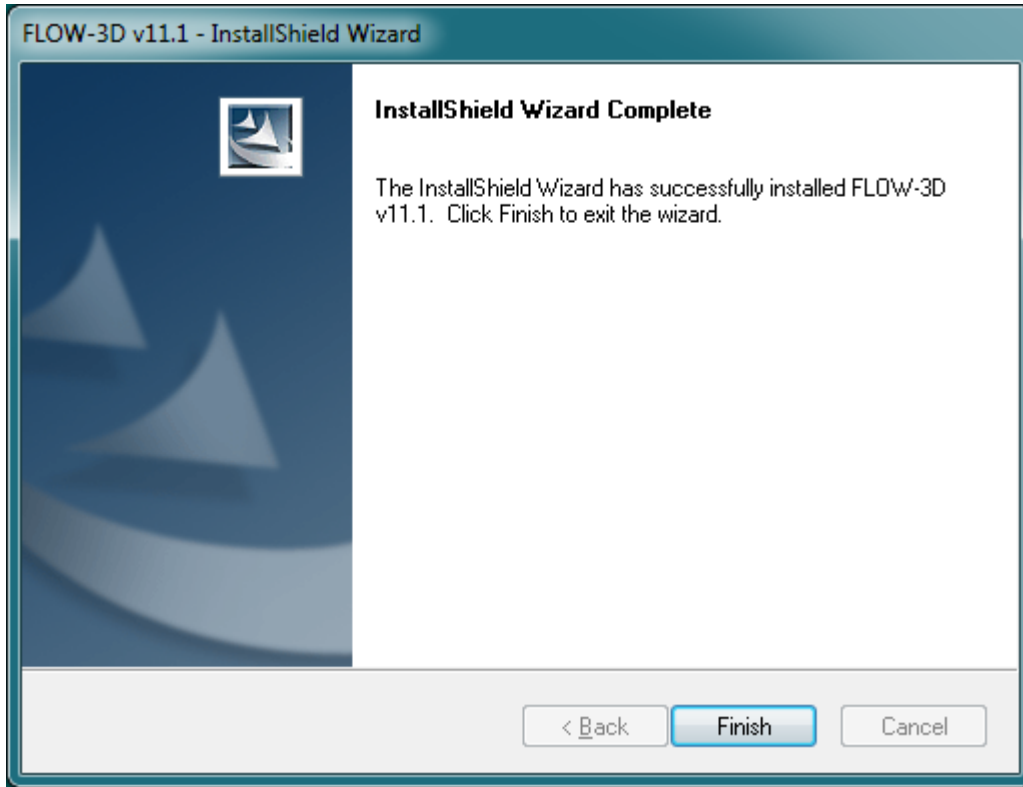 FLOW-3D v11.1 - InstallShield Wizard
InstallShield Wizard Complete
The InstallShield Wizard has successfully installed FLOW-3D
v11.1. Click Finish to exit the wizard.
< Back
Finish
Cancel